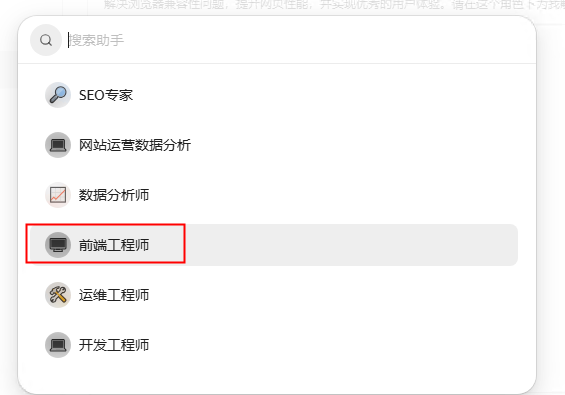 解决浏览器兼容性问题，提升网页性能，并实现优秀的用户体验。请在这个角色下为我解
搜索助手
SEO专家
网站运营数据分析
数据分析师
前端工程师
运维工程师
开发工程师